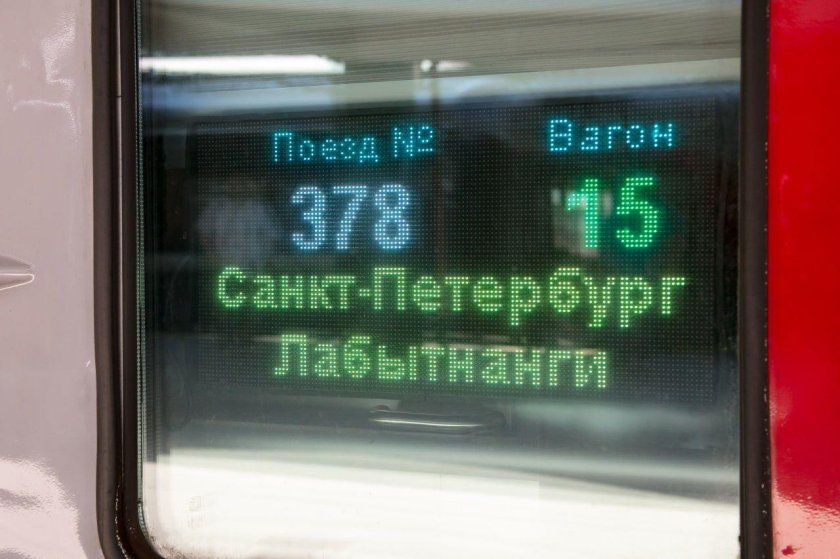 Поезд № Вагон
378 15
Санкт-Петербург
Лабытнанги